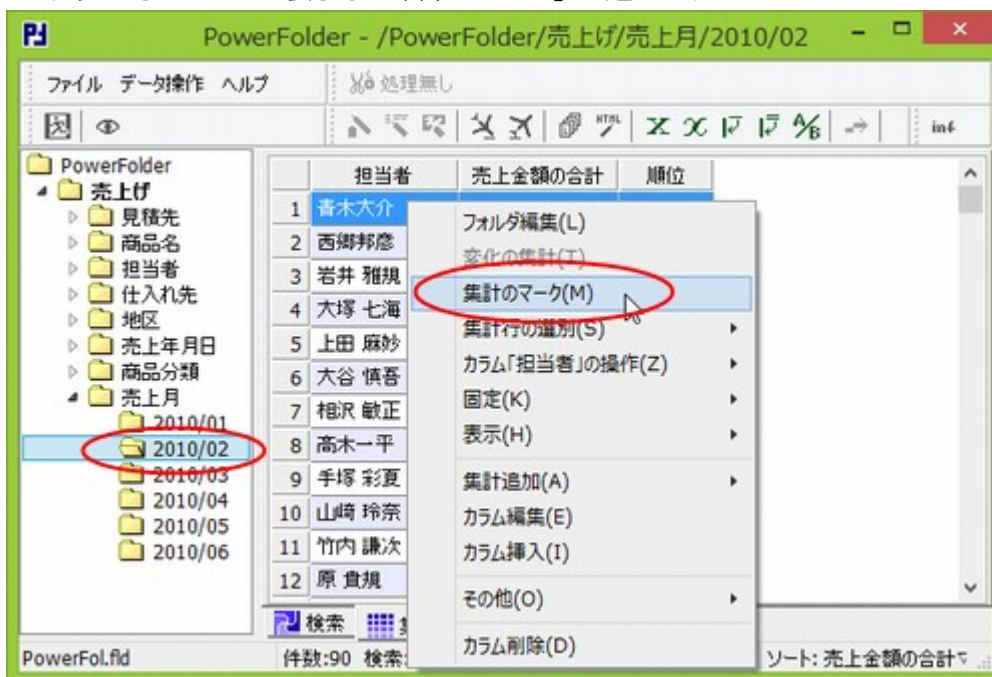 PowerFolder - /PowerFolder/売上げ/売上月/2010/02
ファイル データ操作 ヘルプ 処理無し
HTML A/B inf
PowerFolder
売上げ
見積先
商品名
担当者
仕入れ先
地区
売上年月日
商品分類
売上月
2010/01
2010/02
2010/03
2010/04
2010/05
2010/06
担当者 売上金額の合計 順位
1 青木大介
2 西郷邦彦
3 岩井 雅規
4 大塚 七海
5 上田 麻紗
6 大谷 慎吾
7 相沢 敏正
8 高木一平
9 手塚 彩夏
10 山崎 玲奈
11 竹内 謙次
12 原 貴規
フォルダ編集(L)
変化の集計(T)
集計のマーク(M)
集計行の選別(S)
カラム「担当者」の操作(Z)
固定(K)
表示(H)
集計追加(A)
カラム編集(E)
カラム挿入(I)
その他(O)
カラム削除(D)
検索
PowerFol.fld 件数:90 検索: ソート: 売上金額の合計